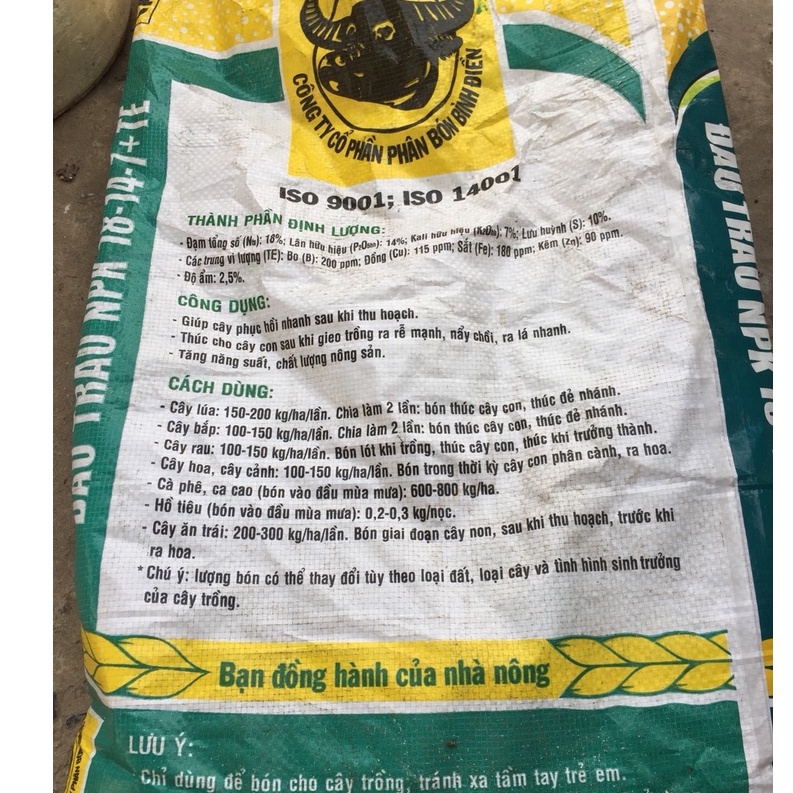 CÔNG TY CỔ PHẦN PHÂN BÓN BÌNH ĐIỀN
ISO 9001; ISO 14001
THÀNH PHẦN ĐỊNH LƯỢNG:
- Đạm tổng số (Nts): 18%; Lân hữu hiệu (P₂O₅hh): 14%; Kali hữu hiệu (K₂Ohh): 7%; Lưu huỳnh (S): 10%.
- Các trung vi lượng (TE): Bo (B): 200 ppm; Đồng (Cu): 115 ppm; Sắt (Fe): 180 ppm; Kẽm (Zn): 90 ppm.
- Độ ẩm: 2,5%.
CÔNG DỤNG:
- Giúp cây phục hồi nhanh sau khi thu hoạch.
- Thúc cho cây con sau khi gieo trồng ra rễ mạnh, nẩy chồi, ra lá nhanh.
- Tăng năng suất, chất lượng nông sản.
CÁCH DÙNG:
- Cây lúa: 150-200 kg/ha/lần. Chia làm 2 lần: bón thúc cây con, thúc đẻ nhánh.
- Cây bắp: 100-150 kg/ha/lần. Chia làm 2 lần: bón thúc cây con, thúc đẻ nhánh.
- Cây rau: 100-150 kg/ha/lần. Bón lót khi trồng, thúc cây con, thúc khi trưởng thành.
- Cây hoa, cây cảnh: 100-150 kg/ha/lần. Bón trong thời kỳ cây con phân cành, ra hoa.
- Cà phê, ca cao (bón vào đầu mùa mưa): 600-800 kg/ha.
- Hồ tiêu (bón vào đầu mùa mưa): 0,2-0,3 kg/nọc.
- Cây ăn trái: 200-300 kg/ha/lần. Bón giai đoạn cây non, sau khi thu hoạch, trước khi
ra hoa.
* Chú ý: lượng bón có thể thay đổi tùy theo loại đất, loại cây và tình hình sinh trưởng
của cây trồng.
Bạn đồng hành của nhà nông
LƯU Ý:
Chỉ dùng để bón cho cây trồng, tránh xa tầm tay trẻ em.
ĐẦU TRÂU NPK 18-14-7+TE
ĐẦU TRÂU NPK 18